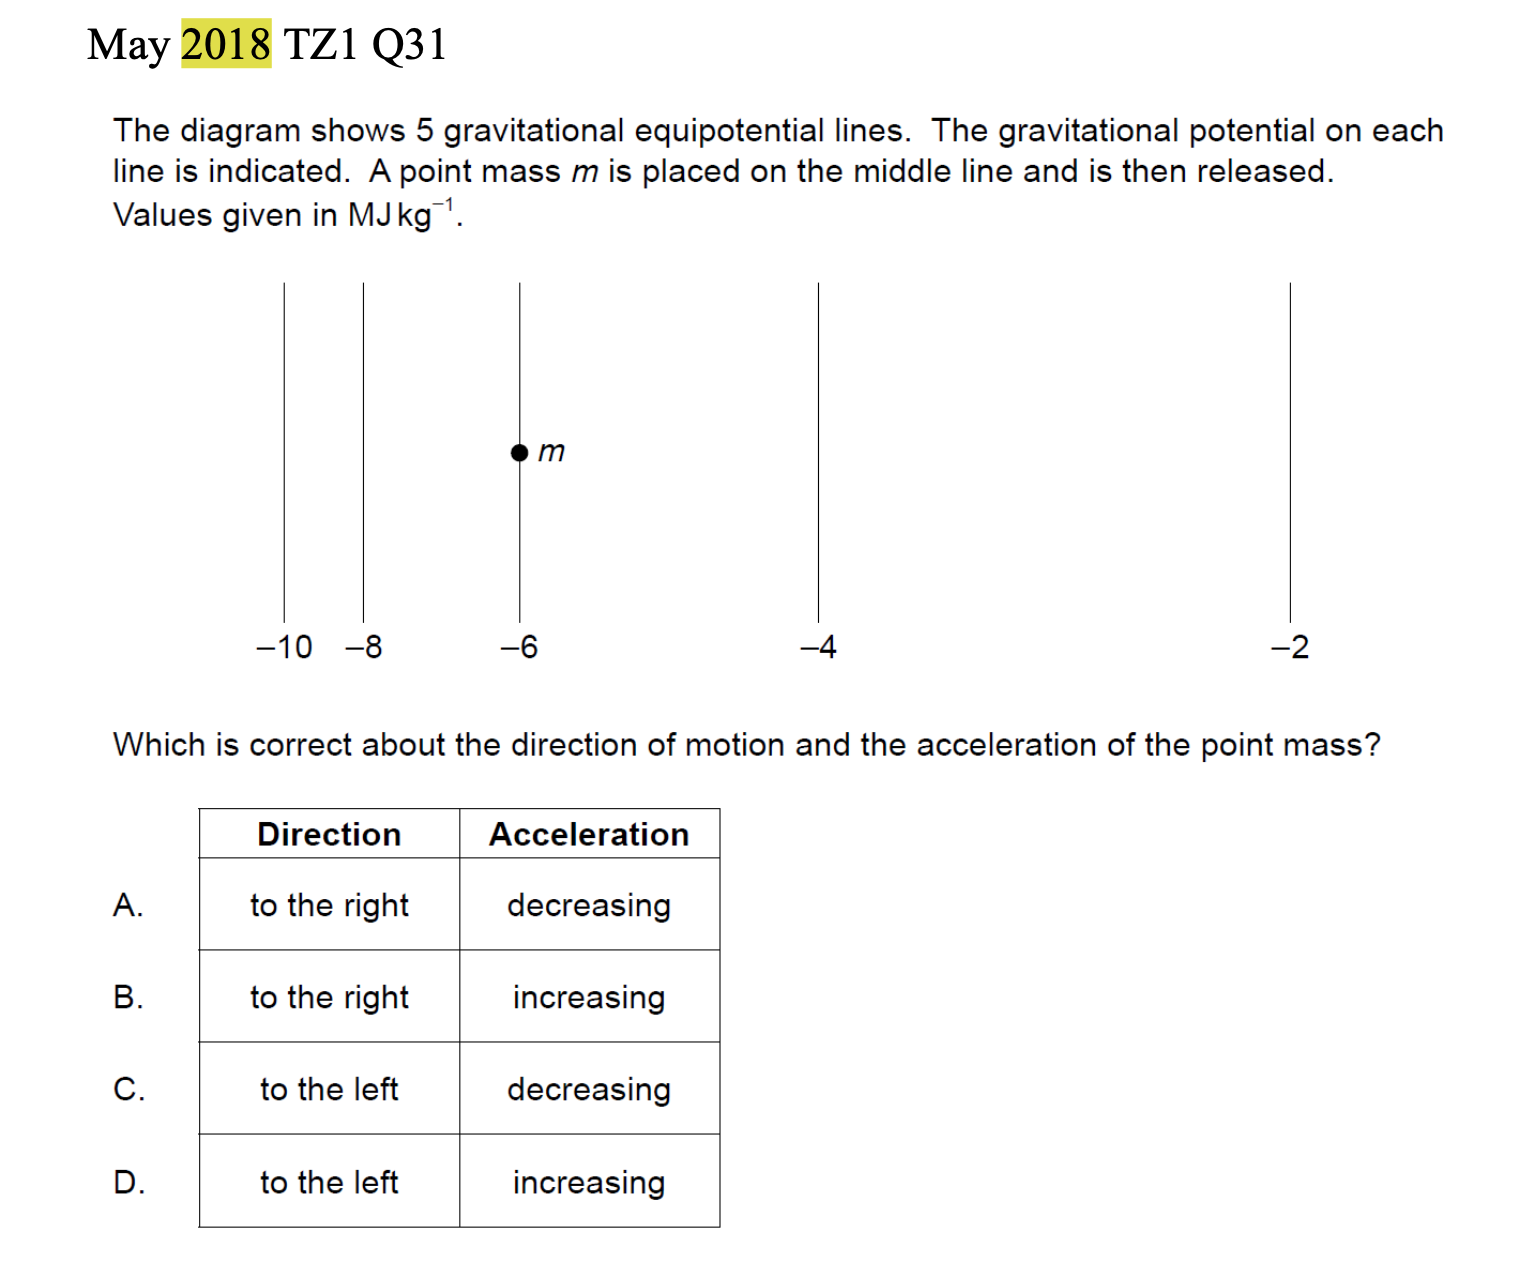 May 2018 TZ1 Q31
The diagram shows 5 gravitational equipotential lines. The gravitational potential on each
line is indicated. A point mass m is placed on the middle line and is then released.
Values given in MJ kg⁻¹.
m
–10 –8 –6 –4 –2
Which is correct about the direction of motion and the acceleration of the point mass?
Direction Acceleration
A. to the right decreasing
B. to the right increasing
C. to the left decreasing
D. to the left increasing